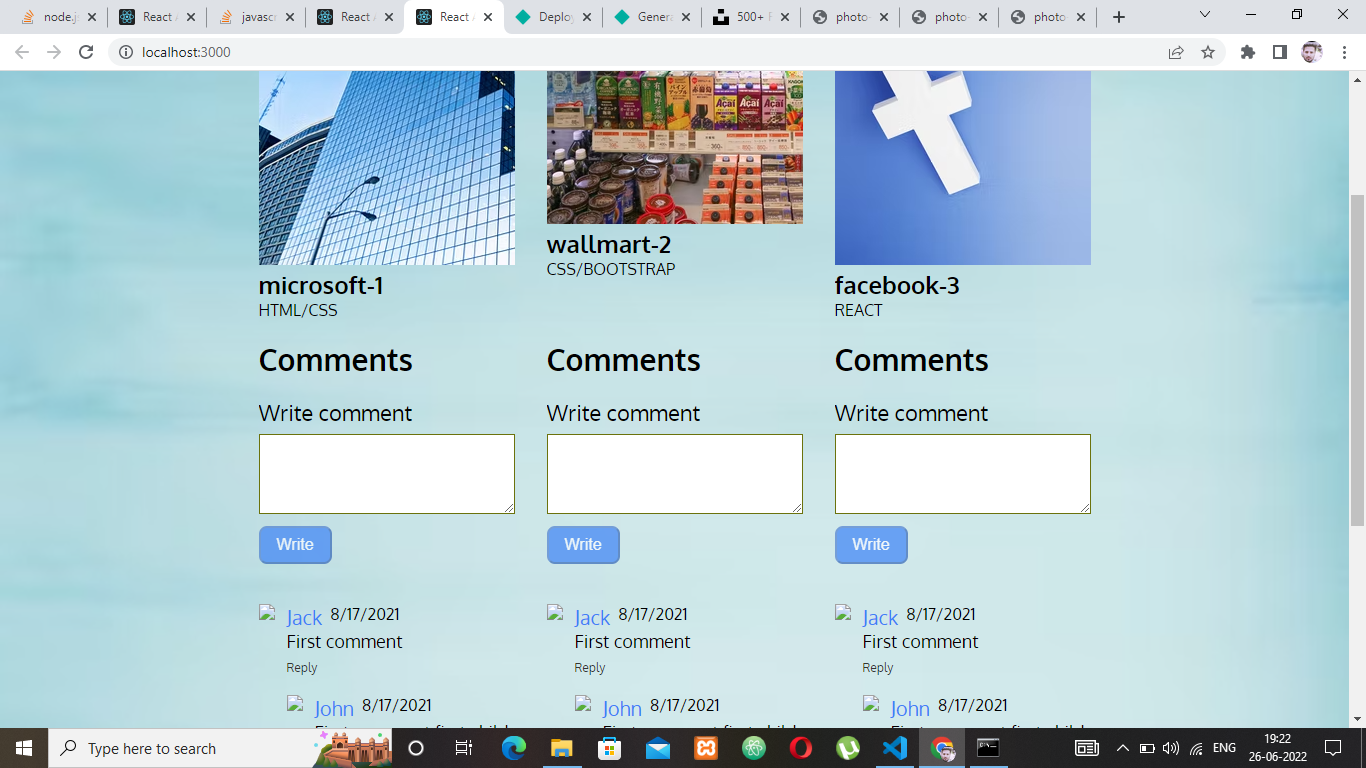 node.j javascr React React React Deploy Genera 500+ photo- photo- photo-
localhost:3000
Açaí Açaí Açaí
microsoft-1
HTML/CSS
wallmart-2
CSS/BOOTSTRAP
facebook-3
REACT
Comments Comments Comments
Write comment Write comment Write comment
Write Write Write
Jack 8/17/2021 Jack 8/17/2021 Jack 8/17/2021
First comment First comment First comment
Reply Reply Reply
John 8/17/2021 John 8/17/2021 John 8/17/2021
Type here to search
ENG
19:22
26-06-2022